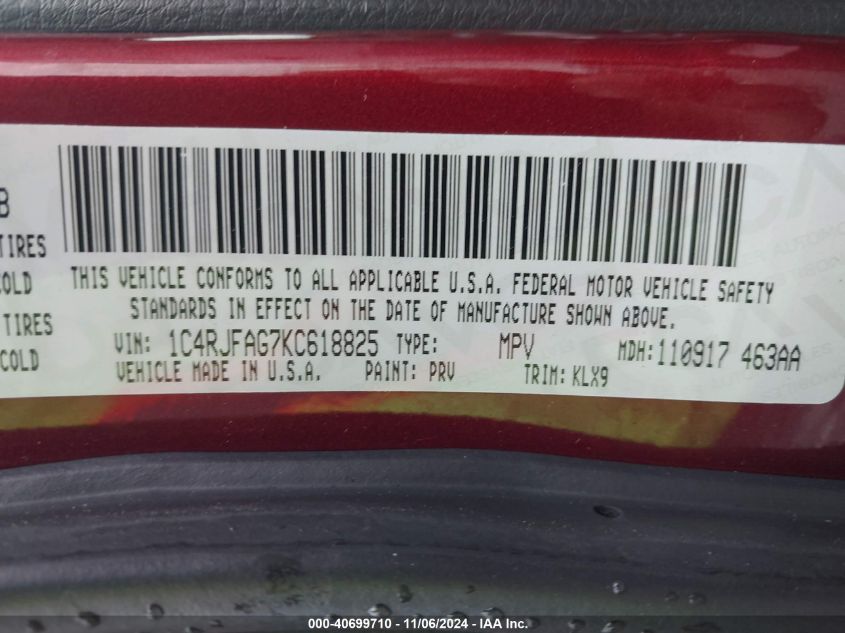 B
TIRES
COLD
TIRES
COLD
THIS VEHICLE CONFORMS TO ALL APPLICABLE U.S.A. FEDERAL MOTOR VEHICLE SAFETY
STANDARDS IN EFFECT ON THE DATE OF MANUFACTURE SHOWN ABOVE.
VIN: 1C4RJFAG7KC618825 TYPE: MPV MDH:110917 463AA
VEHICLE MADE IN U.S.A. PAINT: PRV TRIM: KLX9
000-40699710 - 11/06/2024 - IAA Inc.